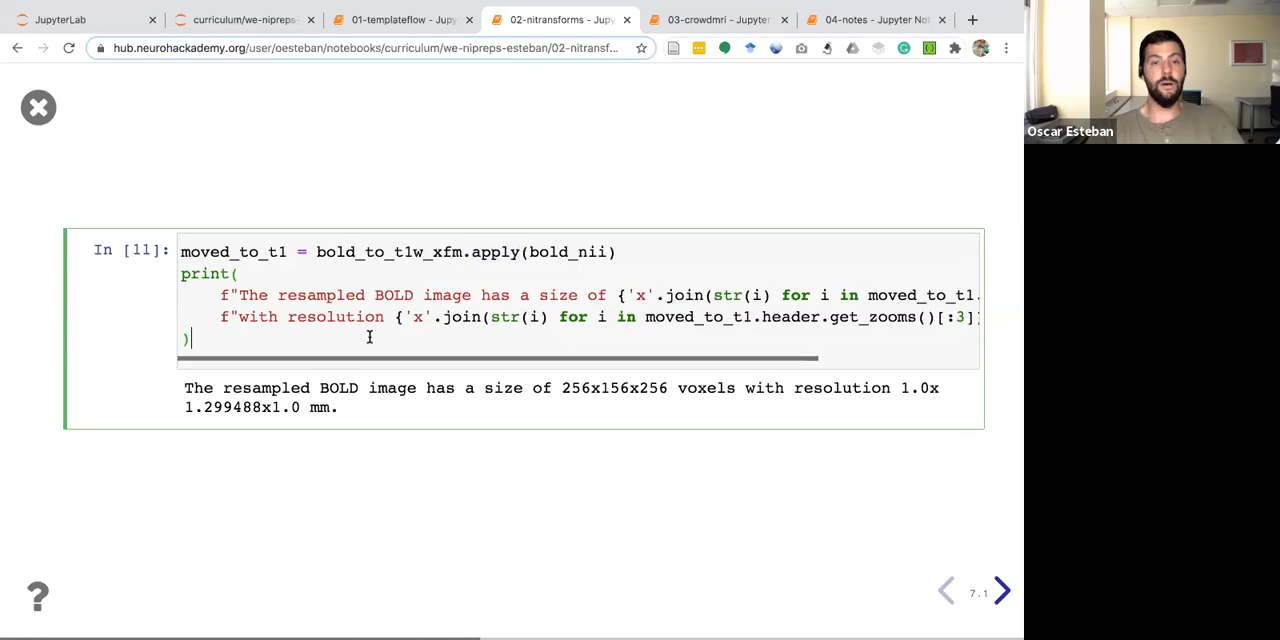 JupyterLab
curriculum/we-nipreps-
01-templateflow - Jupy
02-nitransforms - Jupy
03-crowdmri - Jupyter
04-notes - Jupyter Not
hub.neurohackademy.org/user/oesteban/notebooks/curriculum/we-nipreps-esteban/02-nitransf...
Oscar Esteban
In [11]:
moved_to_t1 = bold_to_t1w_xfm.apply(bold_nii)
print(
f"The resampled BOLD image has a size of {'x'.join(str(i) for i in moved_to_t1.
f"with resolution {'x'.join(str(i) for i in moved_to_t1.header.get_zooms()[:3])
)
The resampled BOLD image has a size of 256x156x256 voxels with resolution 1.0x
1.299488x1.0 mm.
?
7.1